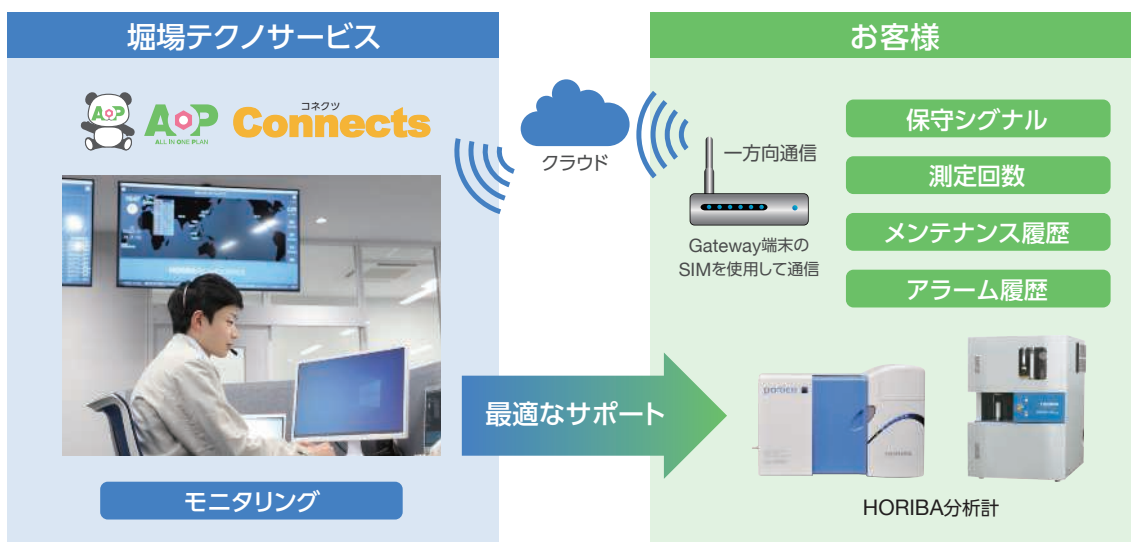 堀場テクノサービス
お客様
AOP
AOP
ALL IN ONE PLAN
コネクツ
Connects
クラウド
一方向通信
Gateway端末の
SIMを使用して通信
保守シグナル
測定回数
メンテナンス履歴
アラーム履歴
最適なサポート
partica
HORIBA
モニタリング
HORIBA分析計